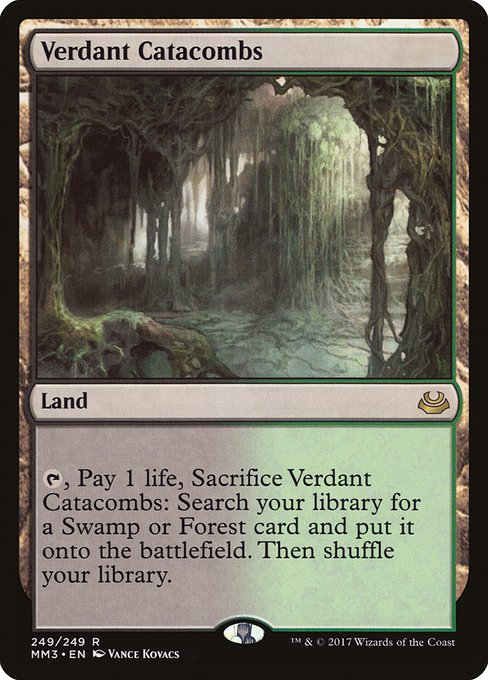 Verdant Catacombs
Land
, Pay 1 life, Sacrifice Verdant
Catacombs: Search your library for
a Swamp or Forest card and put it
onto the battlefield. Then shuffle
your library.
249/249 R
MM3 • EN Vance Kovacs
™ & © 2017 Wizards of the Coast